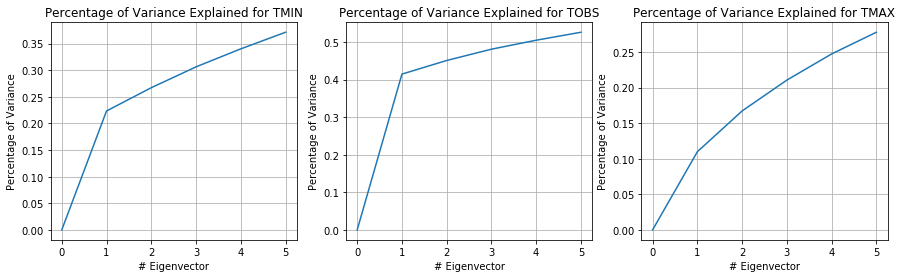 Percentage of Variance Explained for TMIN
Percentage of Variance
0.35
0.30
0.25
0.20
0.15
0.10
0.05
0.00
0 1 2 3 4 5
# Eigenvector
Percentage of Variance Explained for TOBS
Percentage of Variance
0.5
0.4
0.3
0.2
0.1
0.0
0 1 2 3 4 5
# Eigenvector
Percentage of Variance Explained for TMAX
Percentage of Variance
0.25
0.20
0.15
0.10
0.05
0.00
0 1 2 3 4 5
# Eigenvector